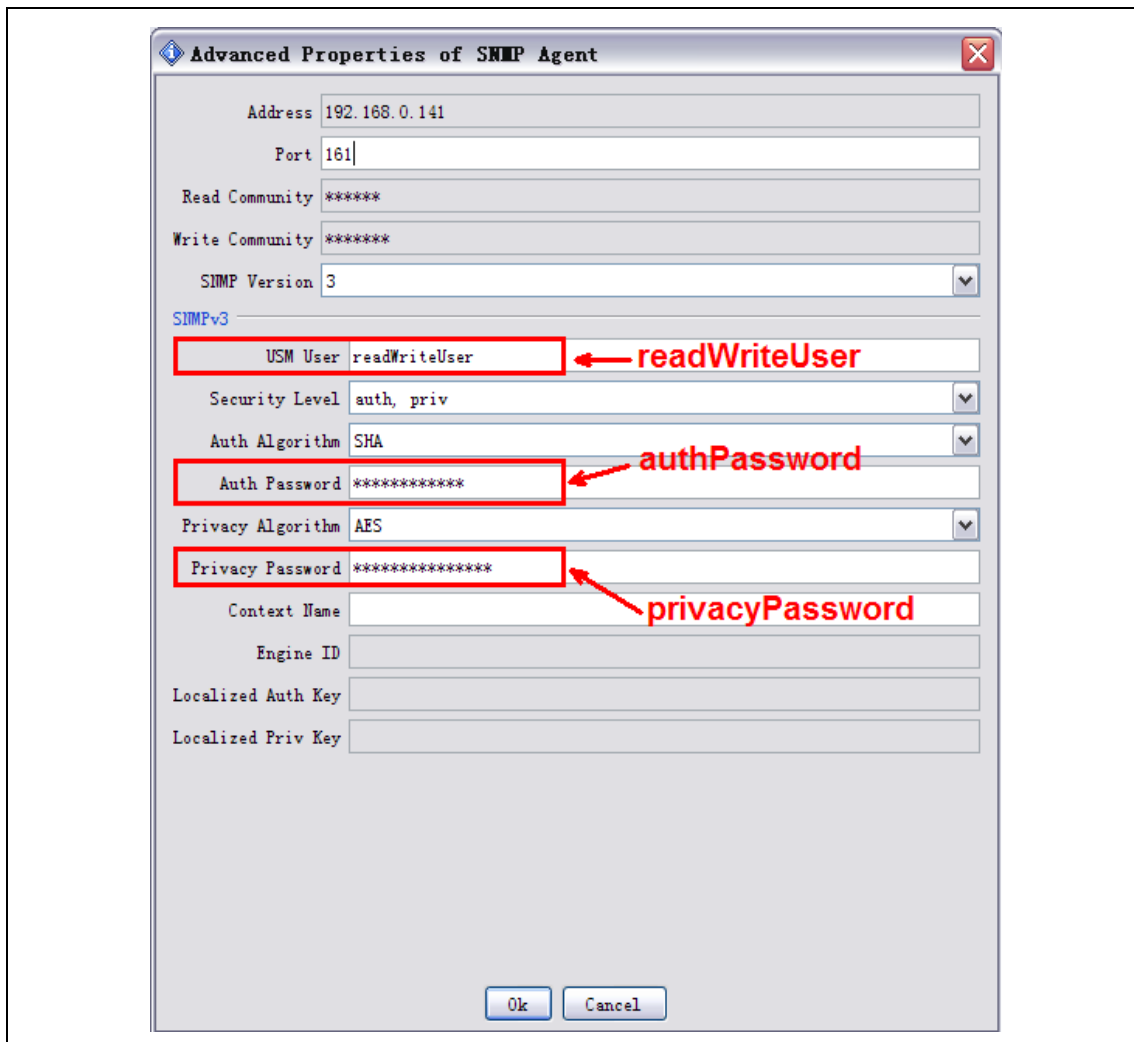 Advanced Properties of SNMP Agent
Address 192.168.0.141
Port 161
Read Community ******
Write Community *******
SNMP Version 3
SNMPv3
USM User readWriteUser readWriteUser
Security Level auth, priv
Auth Algorithm SHA
authPassword
Auth Password ************
Privacy Algorithm AES
Privacy Password ***************
privacyPassword
Context Name
Engine ID
Localized Auth Key
Localized Priv Key
Ok Cancel